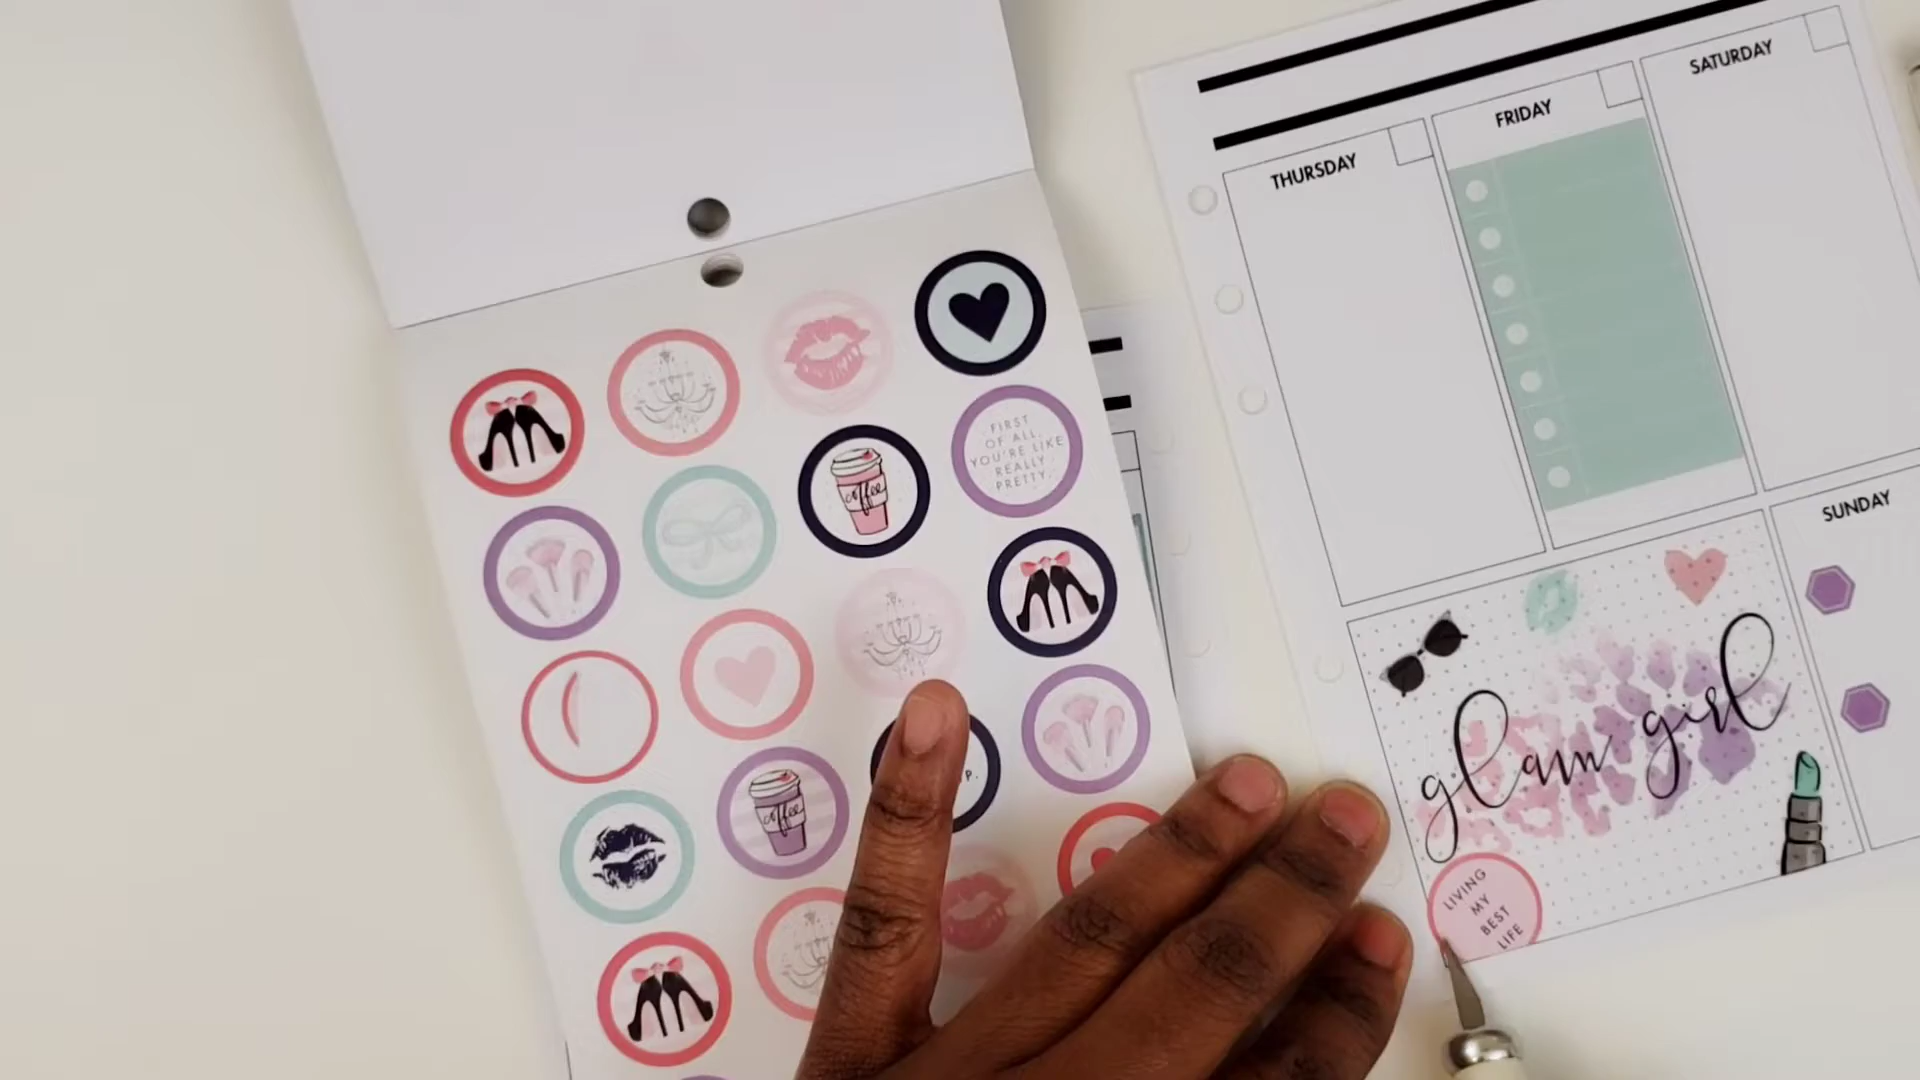 FIRST
OF ALL,
YOU'RE LIKE
REALLY
PRETTY.
coffee
coffee
P.
THURSDAY
FRIDAY
SATURDAY
SUNDAY
glam girl
LIVING
MY
BEST
LIFE